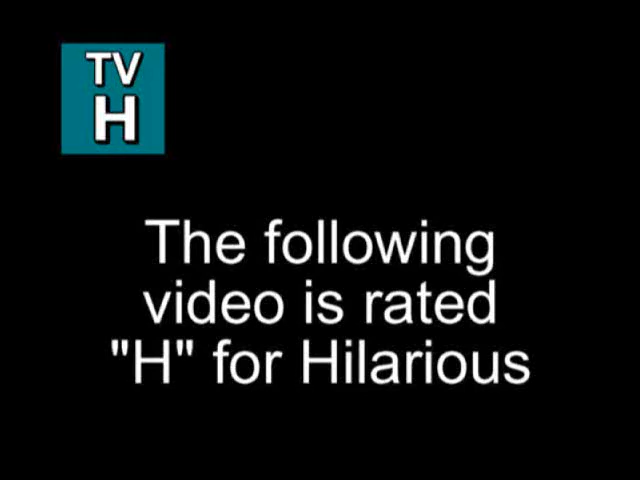 TV
H
The following
video is rated
"H" for Hilarious